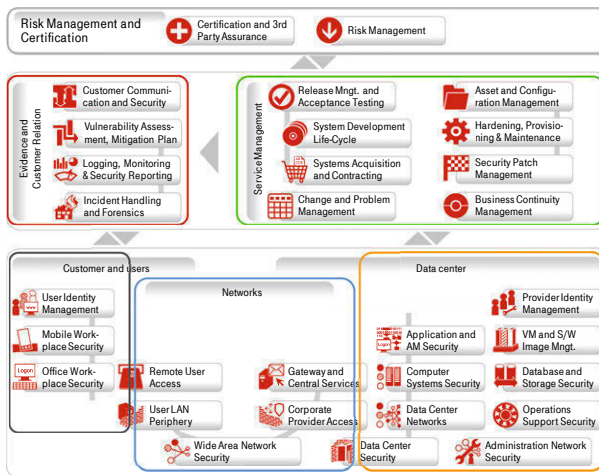 Risk Management and
Certification
Certification and 3rd
Party Assurance
Risk Management
Evidence and
Customer Relation
Customer Communi-
cation and Security
Vulnerability Assess-
ment, Mitigation Plan
Logging, Monitoring
& Security Reporting
Incident Handling
and Forensics
Service Management
Release Mngt. and
Acceptance Testing
System Development
Life-Cycle
Systems Acquisition
and Contracting
Change and Problem
Management
Asset and Configu-
ration Management
Hardening, Provisio-
ning & Maintenance
Security Patch
Management
Business Continuity
Management
Customer and users
User Identity
Management
Mobile Work-
place Security
Logon
Office Work-
place Security
Networks
Remote User
Access
User LAN
Periphery
Gateway and
Central Services
Corporate
Provider Access
Wide Area Network
Security
Data center
Provider Identity
Management
Logon
Application and
AM Security
VM and S/W
Image Mngt.
Computer
Systems Security
Database and
Storage Security
Data Center
Networks
Operations
Support Security
Data Center
Security
Administration Network
Security